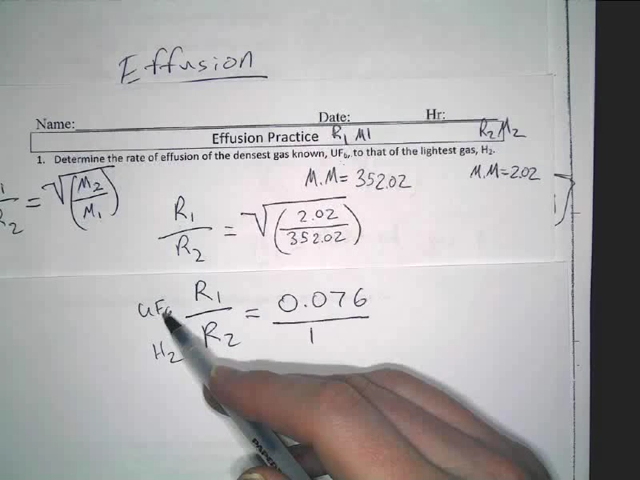 Effusion
Name: Date: Hr:
Effusion Practice R1 M1 R2 M2
1. Determine the rate of effusion of the densest gas known, UF6, to that of the lightest gas, H2.
M.M = 352.02 M.M = 2.02
1/R2 = √(M2/M1)
R1/R2 = √(2.02/352.02)
UF6 R1/R2 = 0.076/1
H2
PAPER